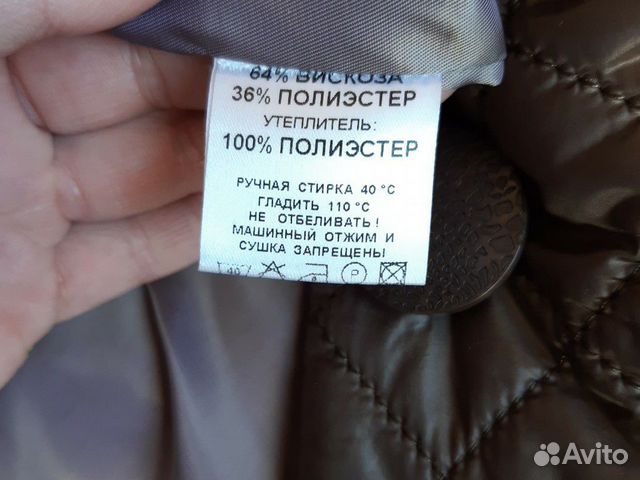 64% ВИСКОЗА
36% ПОЛИЭСТЕР
УТЕПЛИТЕЛЬ:
100% ПОЛИЭСТЕР
РУЧНАЯ СТИРКА 40 °C
ГЛАДИТЬ 110 °C
НЕ ОТБЕЛИВАТЬ!
МАШИННЫЙ ОТЖИМ И
СУШКА ЗАПРЕЩЕНЫ
40° P
Avito